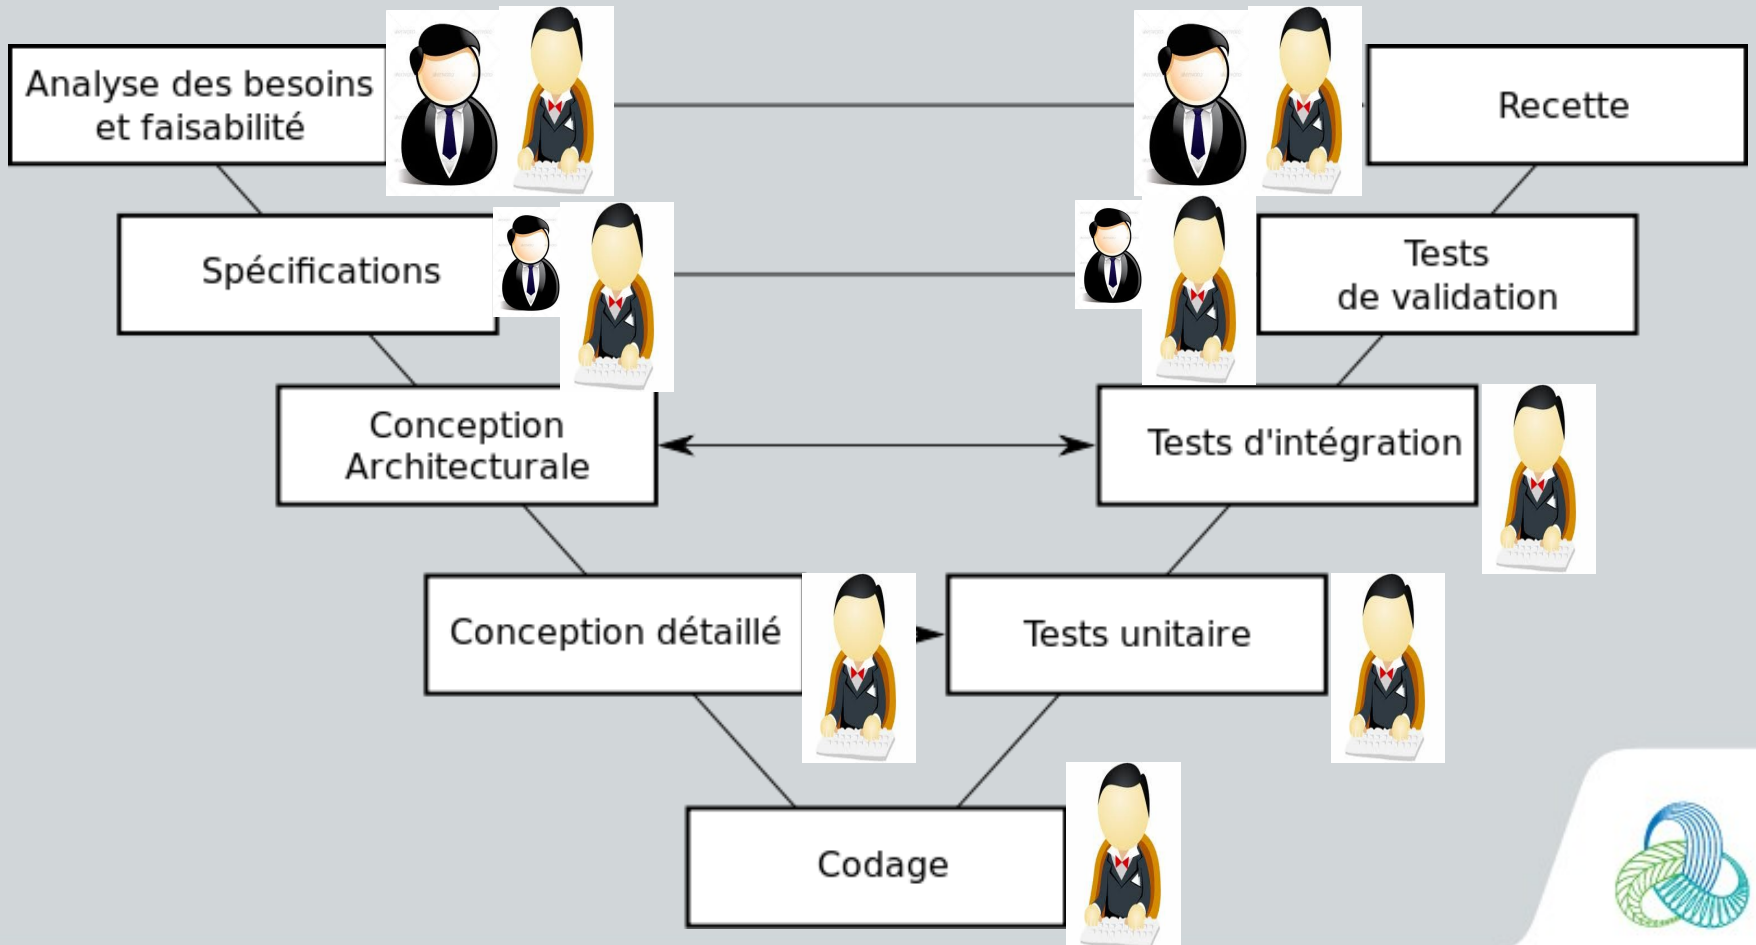 Analyse des besoins
et faisabilité
Recette
Spécifications
Tests
de validation
Conception
Architecturale
Tests d'intégration
Conception détaillé
Tests unitaire
Codage